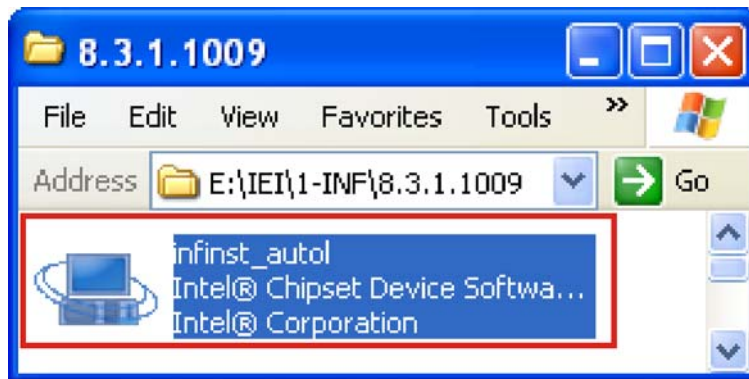 8.3.1.1009
File Edit View Favorites Tools »
Address E:\IEI\1-INF\8.3.1.1009 Go
infinst_autol
Intel® Chipset Device Softwa...
Intel® Corporation